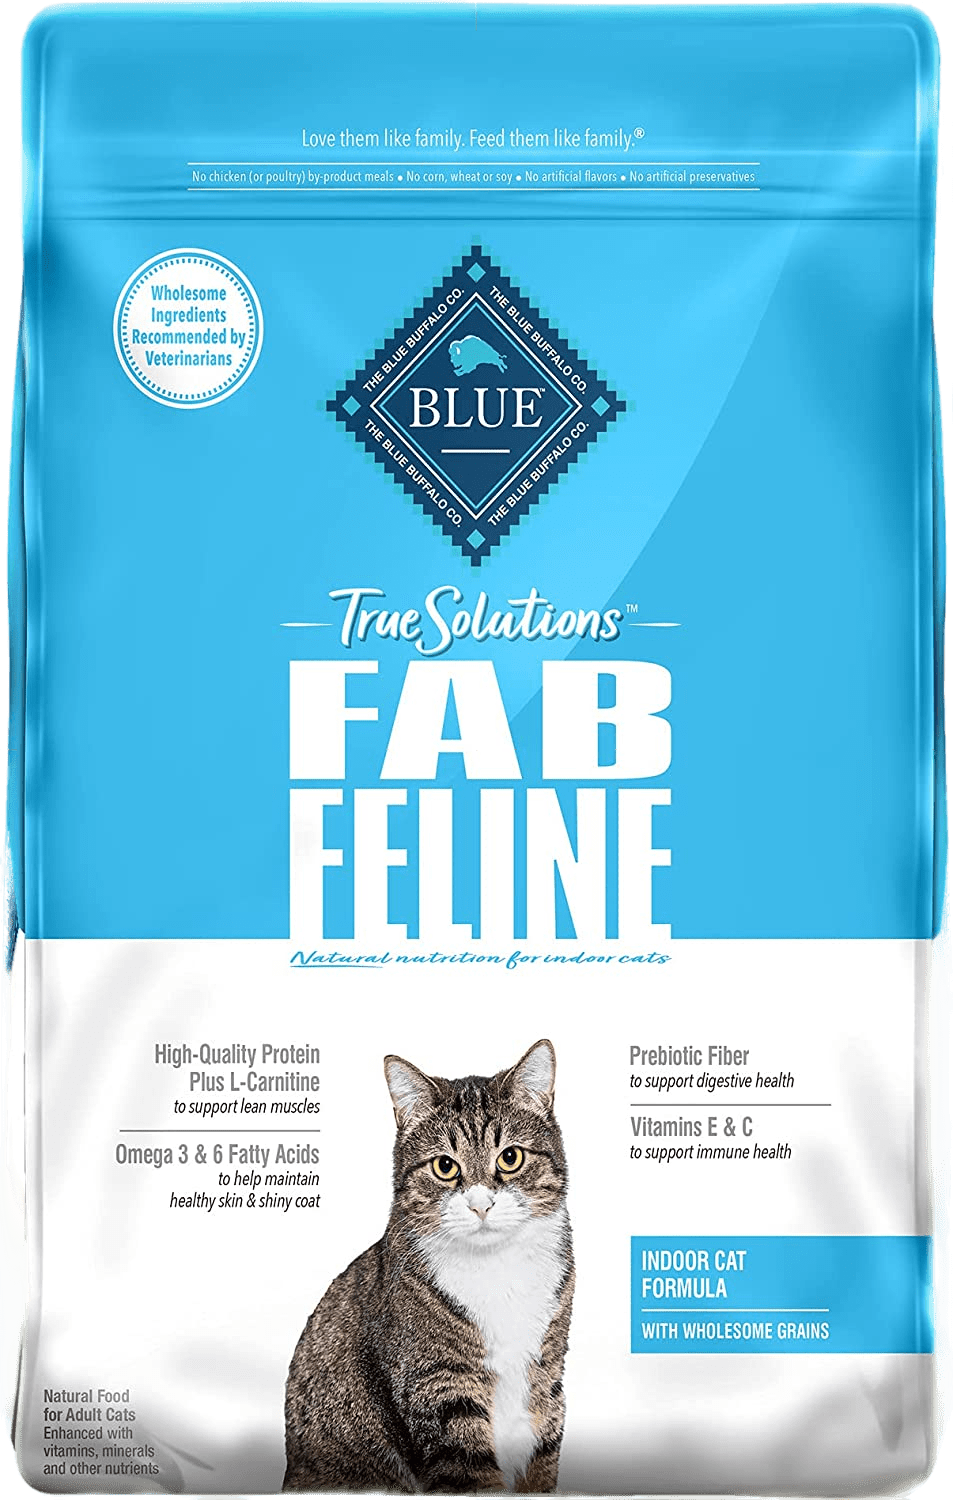 Love them like family. Feed them like family.®
No chicken (or poultry) by-product meals • No corn, wheat or soy • No artificial flavors • No artificial preservatives
Wholesome
Ingredients
Recommended by
Veterinarians
THE BLUE BUFFALO CO.
THE BLUE BUFFALO CO.
BLUE™
THE BLUE BUFFALO CO.
THE BLUE BUFFALO CO.
True Solutions™
FAB
FELINE
Natural nutrition for indoor cats
High-Quality Protein
Plus L-Carnitine
to support lean muscles
Omega 3 & 6 Fatty Acids
to help maintain
healthy skin & shiny coat
Prebiotic Fiber
to support digestive health
Vitamins E & C
to support immune health
INDOOR CAT
FORMULA
WITH WHOLESOME GRAINS
Natural Food
for Adult Cats
Enhanced with
vitamins, minerals
and other nutrients